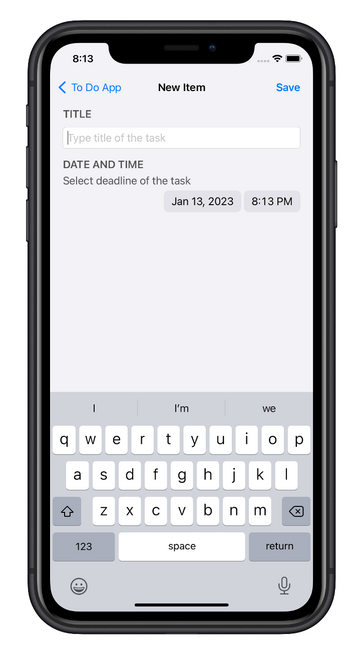 8:13
To Do App New Item Save
TITLE
Type title of the task
DATE AND TIME
Select deadline of the task
Jan 13, 2023 8:13 PM
I I'm we
q w e r t y u i o p
a s d f g h j k l
z x c v b n m
123 space return